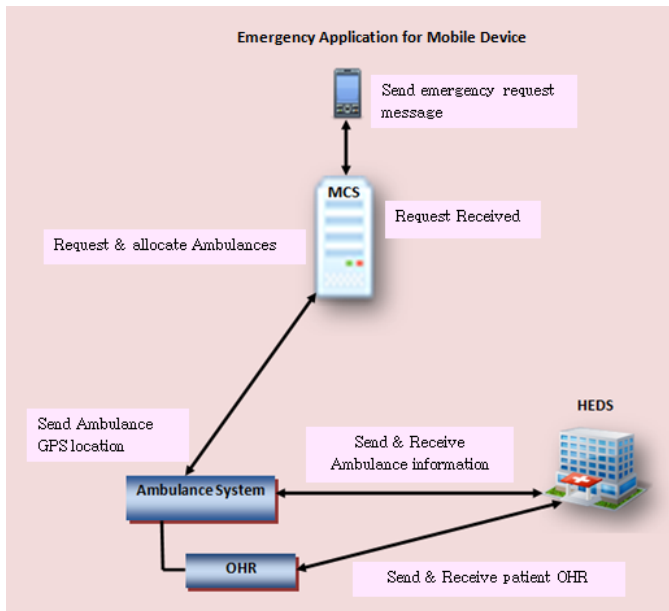 Emergency Application for Mobile Device
Send emergency request
message
MCS
Request Received
Request & allocate Ambulances
Send Ambulance
GPS location
HEDS
Send & Receive
Ambulance information
Ambulance System
OHR
Send & Receive patient OHR